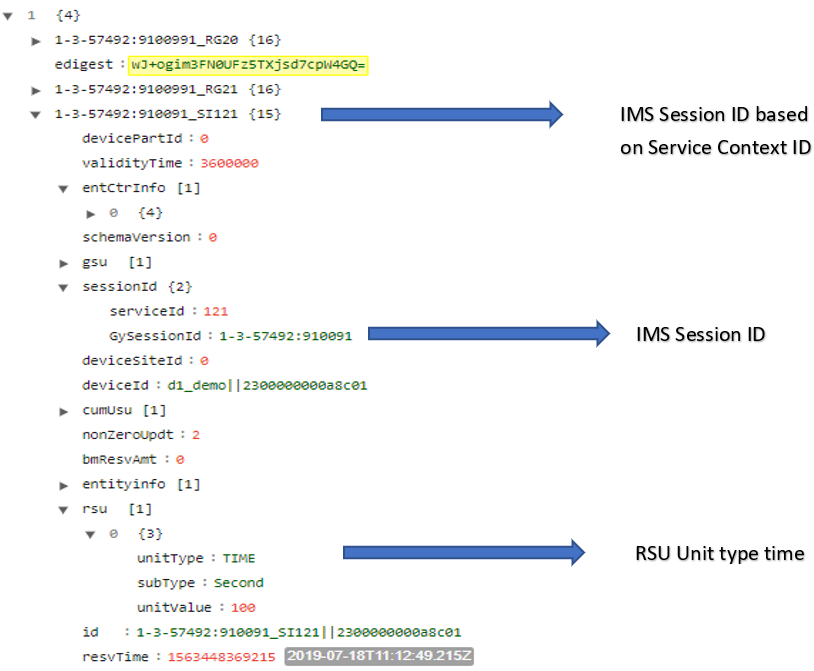 ▼ 1 {4}
▶ 1-3-57492:9100991_RG20 {16}
edigest : wJ+ogim3FN0UFz5TXjsd7cpW4GQ=
▶ 1-3-57492:9100991_RG21 {16}
▼ 1-3-57492:910091_SI121 {15}
IMS Session ID based
on Service Context ID
devicePartId : 0
validityTime : 3600000
▼ entCtrInfo [1]
▶ 0 {4}
schemaVersion : 0
▶ gsu [1]
▼ sessionId {2}
serviceId : 121
GySessionId : 1-3-57492:910091
IMS Session ID
deviceSiteId : 0
deviceId : d1_demo||2300000000a8c01
▶ cumUsu [1]
nonZeroUpdt : 2
bmResvAmt : 0
▶ entityinfo [1]
▼ rsu [1]
▼ 0 {3}
unitType : TIME
RSU Unit type time
subType : Second
unitValue : 100
id : 1-3-57492:910091_SI121||2300000000a8c01
resvTime : 1563448369215 2019-07-18T11:12:49.215Z